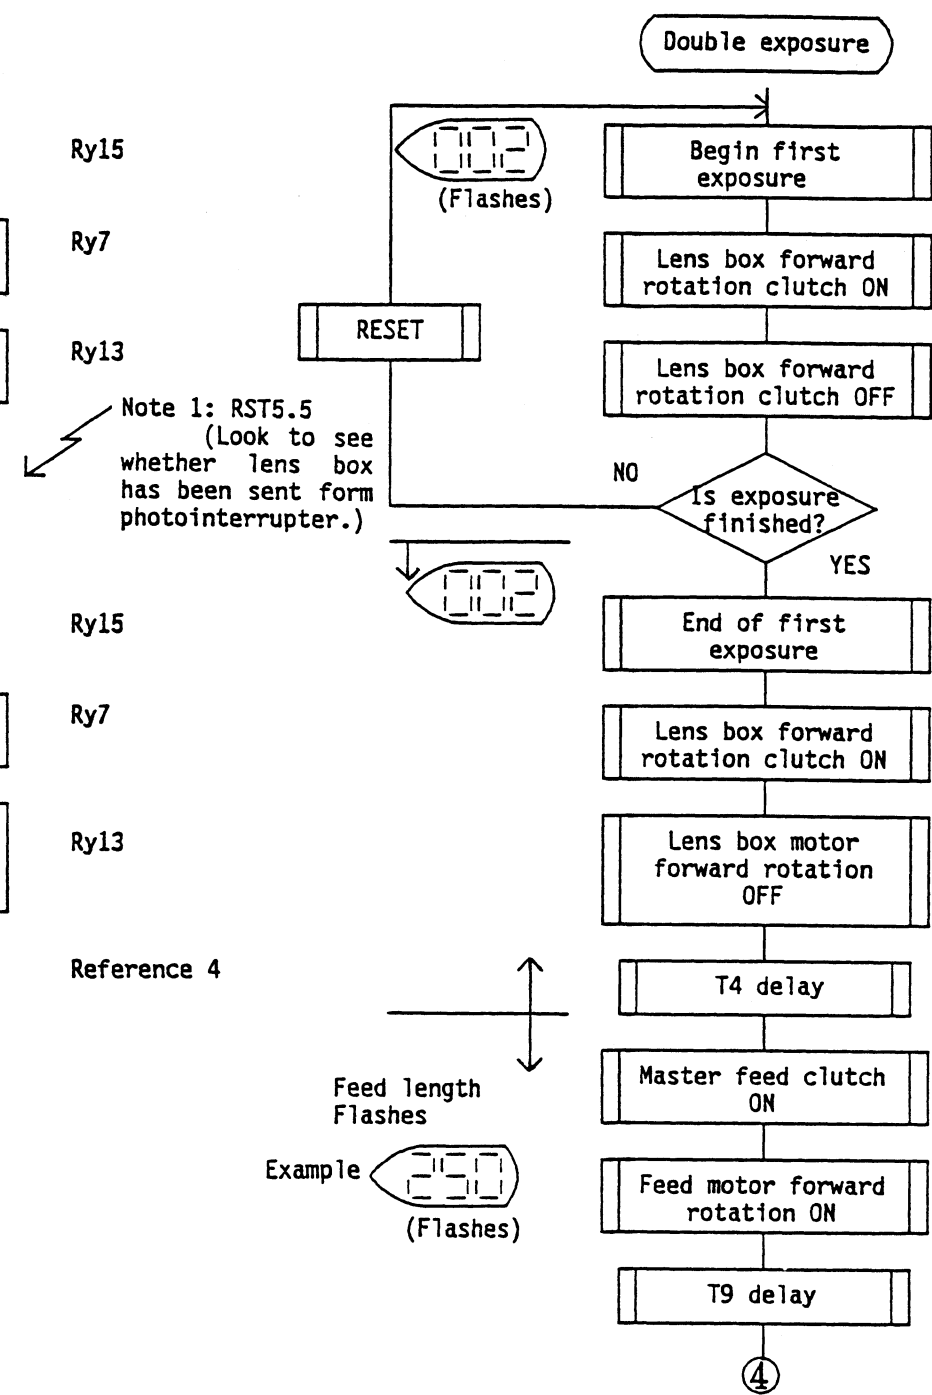 Double exposure
Ry15
002
(Flashes)
Begin first
exposure
Ry7
Lens box forward
rotation clutch ON
RESET
Ry13
Lens box forward
rotation clutch OFF
Note 1: RST5.5
(Look to see
whether lens box
has been sent form
photointerrupter.)
NO
Is exposure
finished?
YES
002
Ry15
End of first
exposure
Ry7
Lens box forward
rotation clutch ON
Ry13
Lens box motor
forward rotation
OFF
Reference 4
T4 delay
Master feed clutch
ON
Feed length
Flashes
Example
250
(Flashes)
Feed motor forward
rotation ON
T9 delay
4